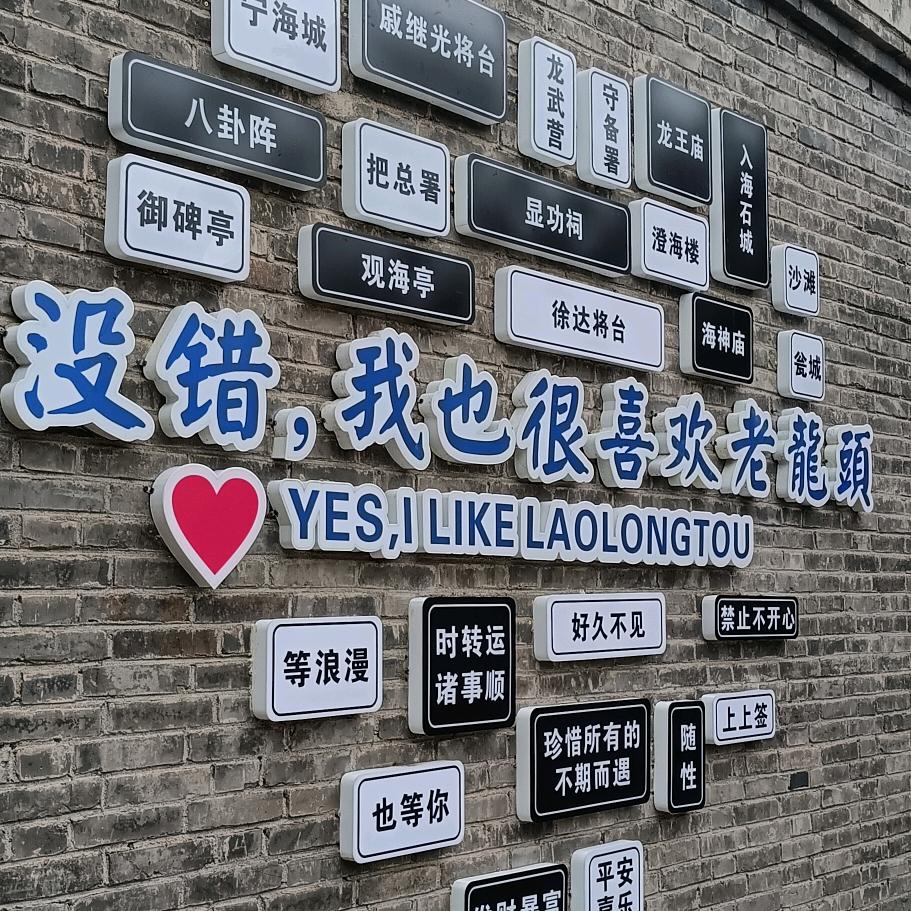 宁海城
戚继光将台
龙武营
守备署
龙王庙
入海石城
八卦阵
把总署
显功祠
澄海楼
沙滩
御碑亭
观海亭
徐达将台
海神庙
瓮城
没错,我也很喜欢老龍頭
YES,I LIKE LAOLONGTOU
等浪漫
时转运
诸事顺
好久不见
禁止不开心
珍惜所有的
不期而遇
随性
上上签
也等你
发财暴富
平安
喜乐